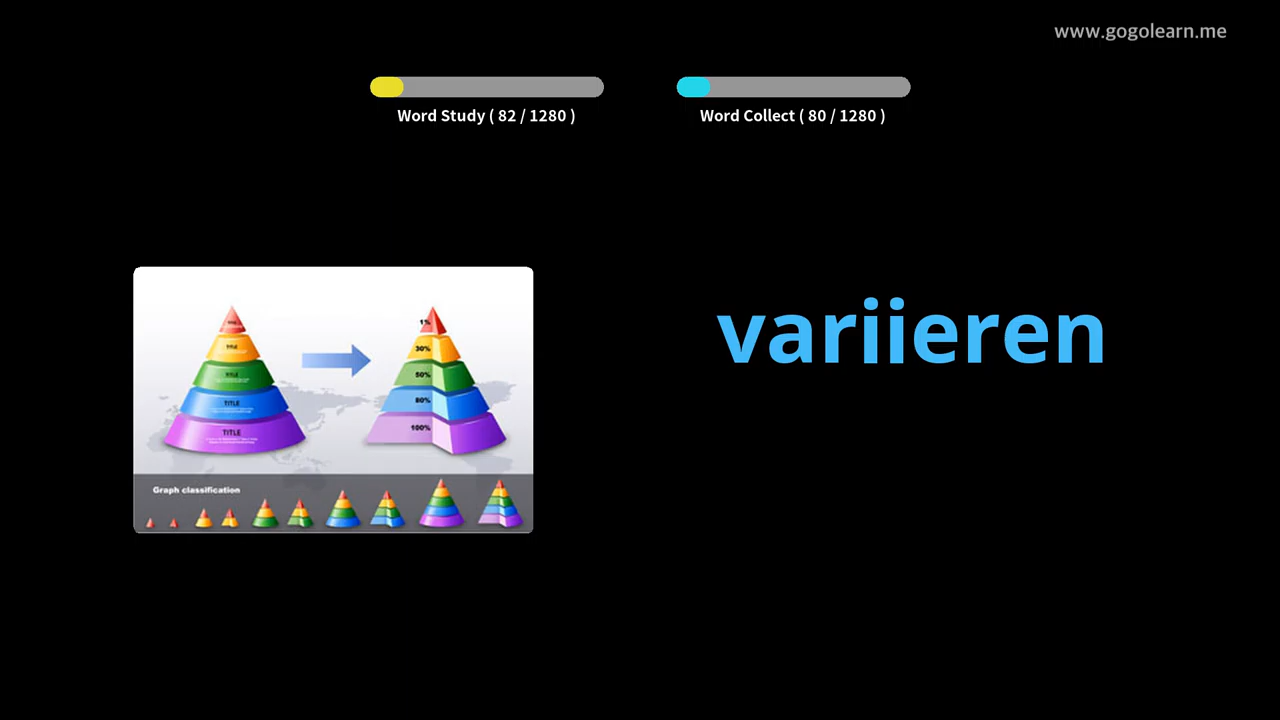 www.gogolearn.me
Word Study ( 82 / 1280 )
Word Collect ( 80 / 1280 )
variieren
1%
30%
TITLE
50%
TITLE
80%
TITLE
100%
TITLE
Graph classification